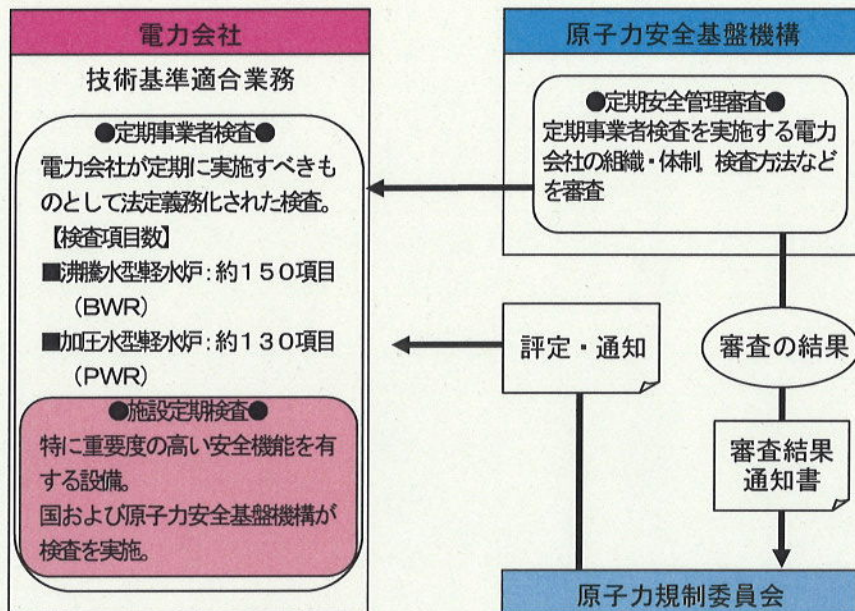 電力会社
技術基準適合業務
●定期事業者検査●
電力会社が定期に実施すべきも
のとして法定義務化された検査。
【検査項目数】
■沸騰水型軽水炉：約１５０項目
（BWR）
■加圧水型軽水炉：約１３０項目
（PWR）
●施設定期検査●
特に重要度の高い安全機能を有
する設備。
国および原子力安全基盤機構が
検査を実施。
原子力安全基盤機構
●定期安全管理審査●
定期事業者検査を実施する電力
会社の組織・体制，検査方法など
を審査
評定・通知
審査の結果
審査結果
通知書
原子力規制委員会